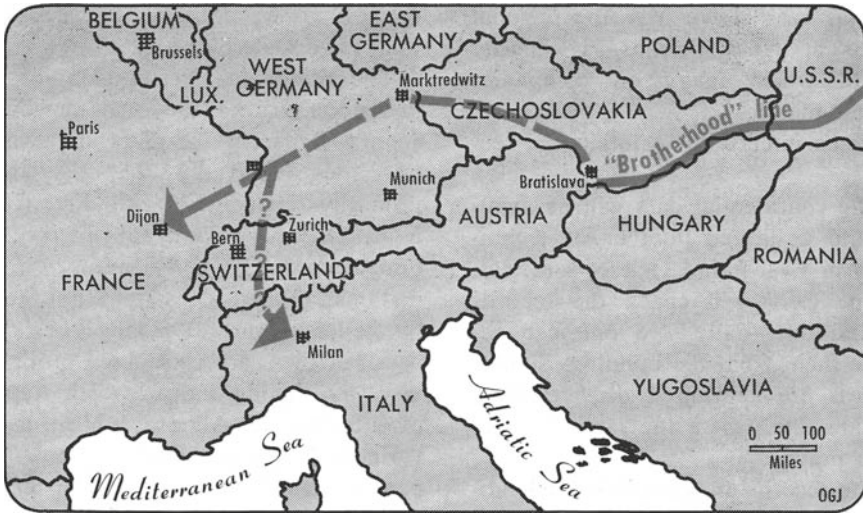 BELGIUM
Brussels
LUX.
WEST
GERMANY
EAST
GERMANY
POLAND
U.S.S.R.
Marktredwitz
CZECHOSLOVAKIA
"Brotherhood" line
Paris
Munich
Bratislava
Dijon
Bern
Zurich
AUSTRIA
HUNGARY
ROMANIA
FRANCE
SWITZERLAND
?
?
?
?
Milan
ITALY
YUGOSLAVIA
Adriatic Sea
Mediterranean Sea
0 50 100
Miles
OGJ